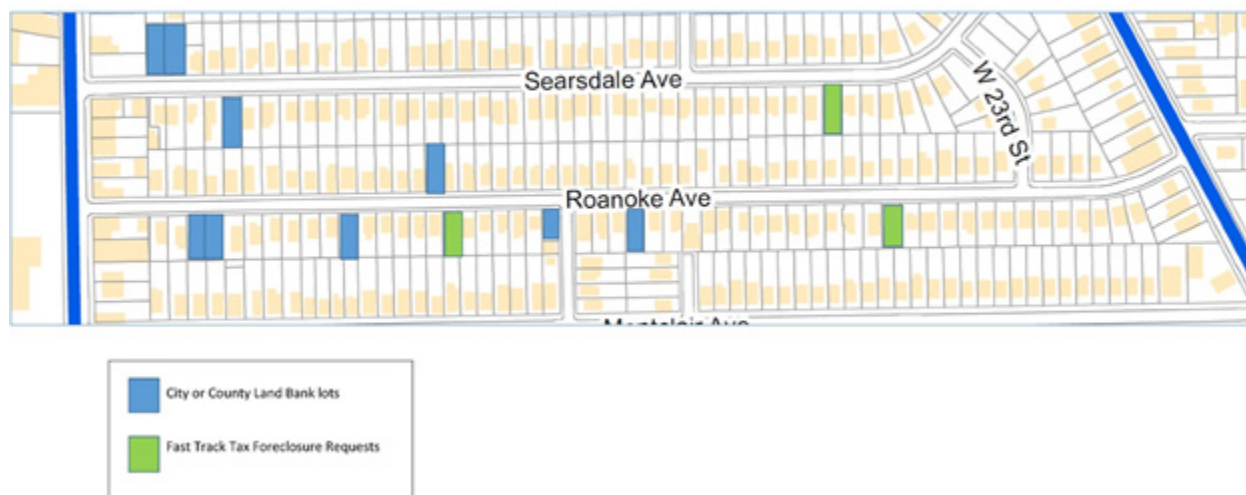 Searsdale Ave
W 23rd St
Roanoke Ave
City or County Land Bank lots
Fast Track Tax Foreclosure Requests